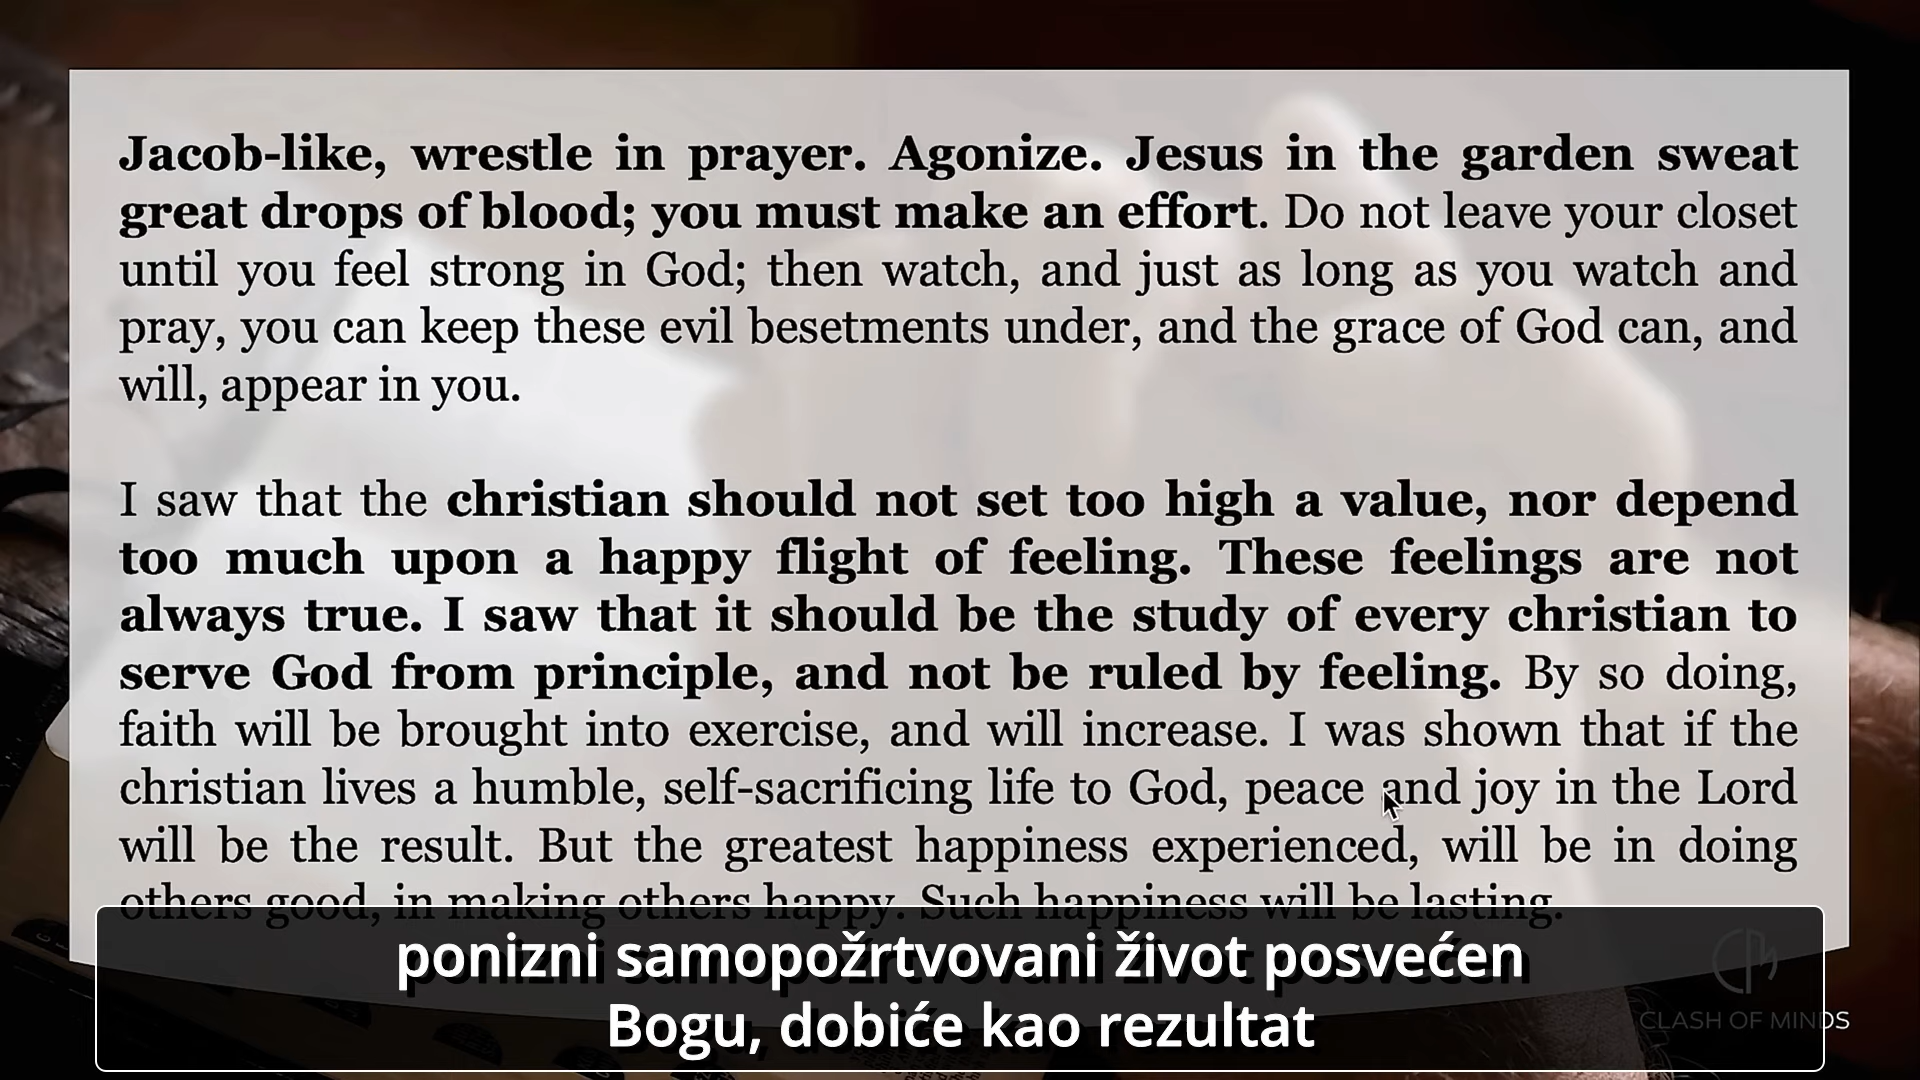 Jacob-like, wrestle in prayer. Agonize. Jesus in the garden sweat
great drops of blood; you must make an effort. Do not leave your closet
until you feel strong in God; then watch, and just as long as you watch and
pray, you can keep these evil besetments under, and the grace of God can, and
will, appear in you.
I saw that the christian should not set too high a value, nor depend
too much upon a happy flight of feeling. These feelings are not
always true. I saw that it should be the study of every christian to
serve God from principle, and not be ruled by feeling. By so doing,
faith will be brought into exercise, and will increase. I was shown that if the
christian lives a humble, self-sacrificing life to God, peace and joy in the Lord
will be the result. But the greatest happiness experienced, will be in doing
others good, in making others happy. Such happiness will be lasting.
ponizni samopožrtvovani život posvećen
Bogu, dobiće kao rezultat
CLASH OF MINDS